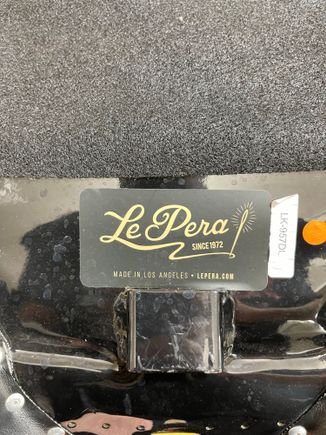 Le Pera
SINCE 1972
MADE IN LOS ANGELES • LEPERA.COM
LK-957DL